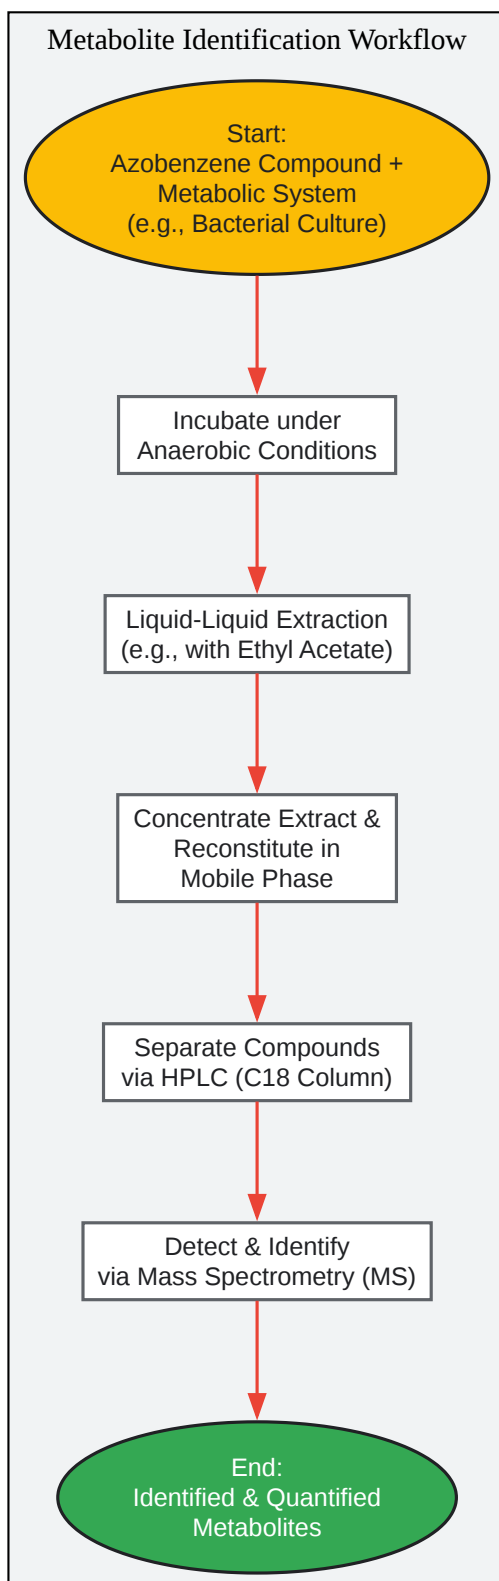 Metabolite Identification Workflow
Start:
Azobenzene Compound +
Metabolic System
(e.g., Bacterial Culture)
Incubate under
Anaerobic Conditions
Liquid-Liquid Extraction
(e.g., with Ethyl Acetate)
Concentrate Extract &
Reconstitute in
Mobile Phase
Separate Compounds
via HPLC (C18 Column)
Detect & Identify
via Mass Spectrometry (MS)
End:
Identified & Quantified
Metabolites